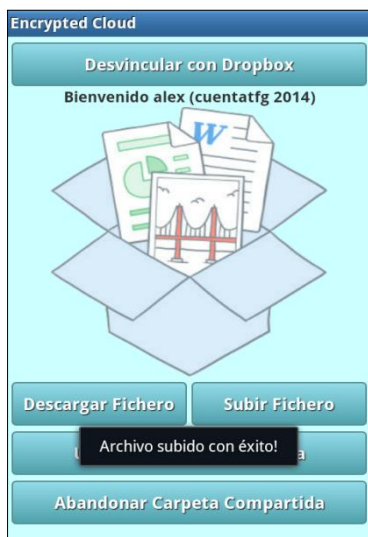 Encrypted Cloud
Desvincular con Dropbox
Bienvenido alex (cuentatfg 2014)
W
Descargar Fichero
Subir Fichero
Archivo subido con éxito!
Abandonar Carpeta Compartida